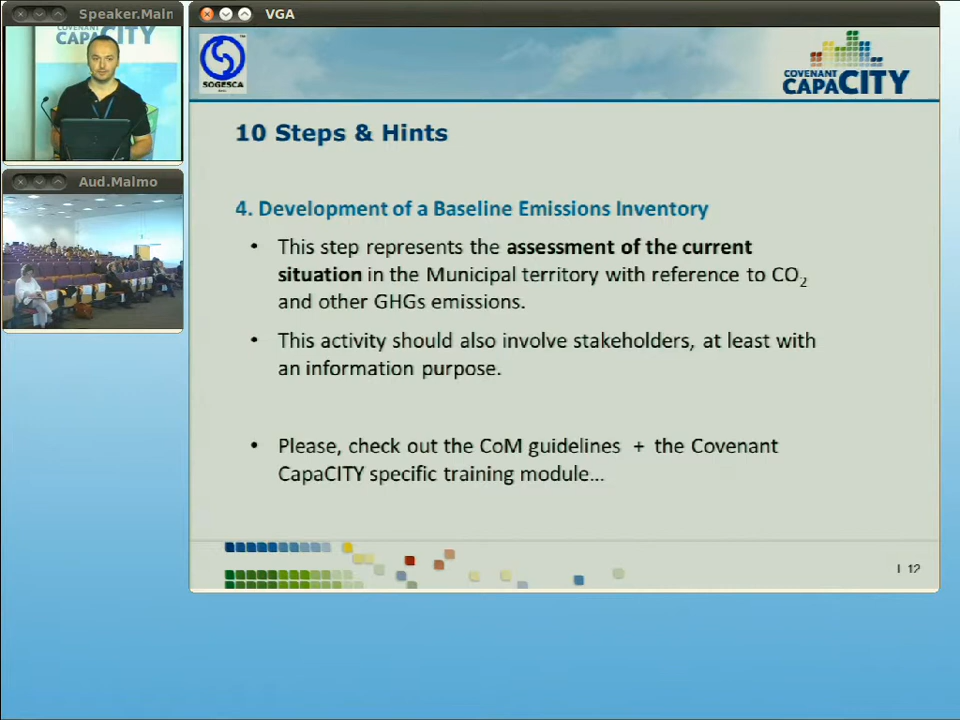 Speaker.Malm
VGA
COVENANT
CAPACITY
SOGESCA
COVENANT
CAPACITY
10 Steps & Hints
4. Development of a Baseline Emissions Inventory
• This step represents the assessment of the current
situation in the Municipal territory with reference to CO₂
and other GHGs emissions.
• This activity should also involve stakeholders, at least with
an information purpose.
• Please, check out the CoM guidelines + the Covenant
CapaCITY specific training module...
I 12
Aud.Malmo